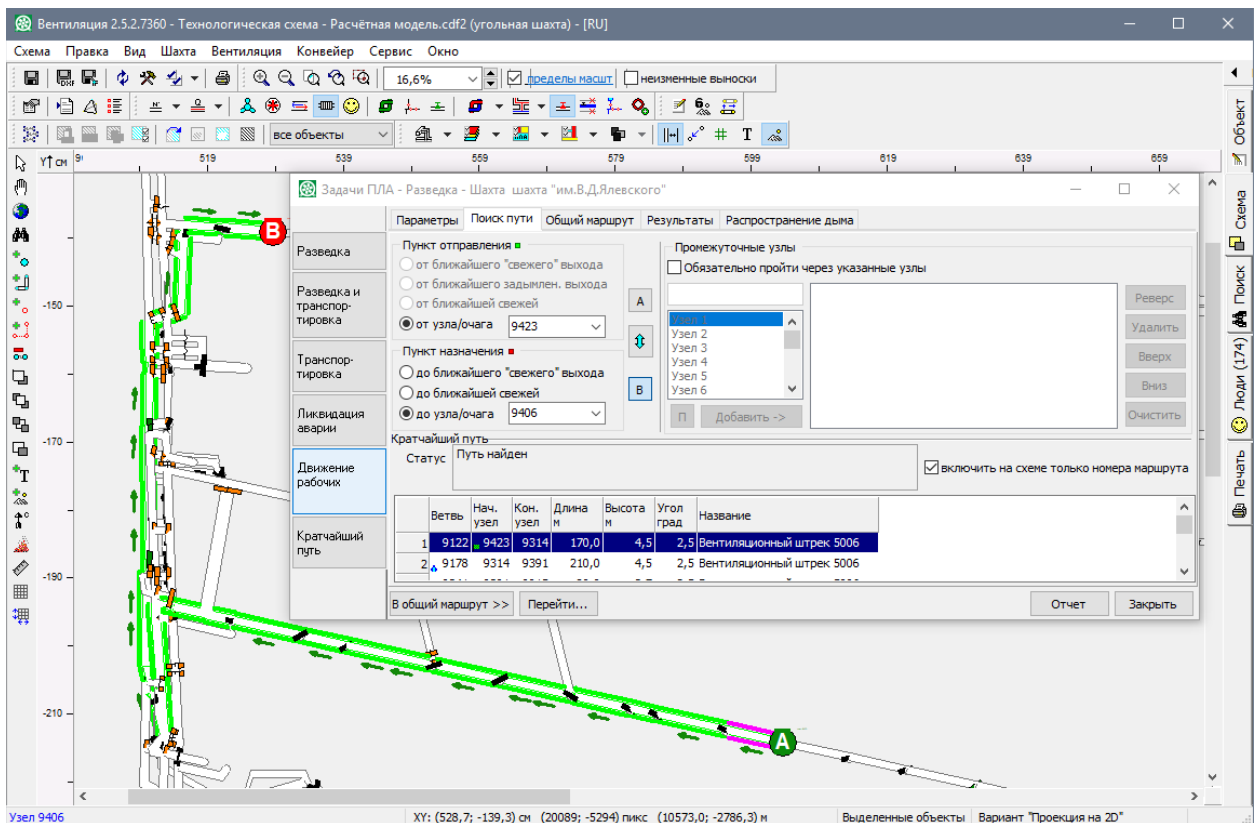 Вентиляция 2.5.2.7360 - Технологическая схема - Расчётная модель.cdf2 (угольная шахта) - [RU]
Схема Правка Вид Шахта Вентиляция Конвейер Сервис Окно
16,6% пределы масшт неизменные выноски
все объекты
Y↑ см 519 539 559 579 599 619 639 659
-150
-170
-190
-210
B
A
Задачи ПЛА - Разведка - Шахта шахта "им.В.Д.Ялевского"
Разведка
Разведка и транспор-
тировка
Транспор-
тировка
Ликвидация
аварии
Движение
рабочих
Кратчайший
путь
Параметры Поиск пути Общий маршрут Результаты Распространение дыма
Пункт отправления
от ближайшего "свежего" выхода
от ближайшего задымлен. выхода
от ближайшей свежей
от узла/очага 9423
Пункт назначения
до ближайшего "свежего" выхода
до ближайшей свежей
до узла/очага 9406
A
B
Промежуточные узлы
Обязательно пройти через указанные узлы
Узел 1
Узел 2
Узел 3
Узел 4
Узел 5
Узел 6
П Добавить ->
Реверс
Удалить
Вверх
Вниз
Очистить
Кратчайший путь
Статус Путь найден
включить на схеме только номера маршрута
Ветвь Нач. узел Кон. узел Длина м Высота м Угол град Название
1 9122 9423 9314 170,0 4,5 2,5 Вентиляционный штрек 5006
2 9178 9314 9391 210,0 4,5 2,5 Вентиляционный штрек 5006
В общий маршрут >> Перейти... Отчет Закрыть
Объект
Схема
Поиск
Люди (174)
Печать
Узел 9406 XY: (528,7; -139,3) см (20089; -5294) пикс (10573,0; -2786,3) м Выделенные объекты Вариант "Проекция на 2D"